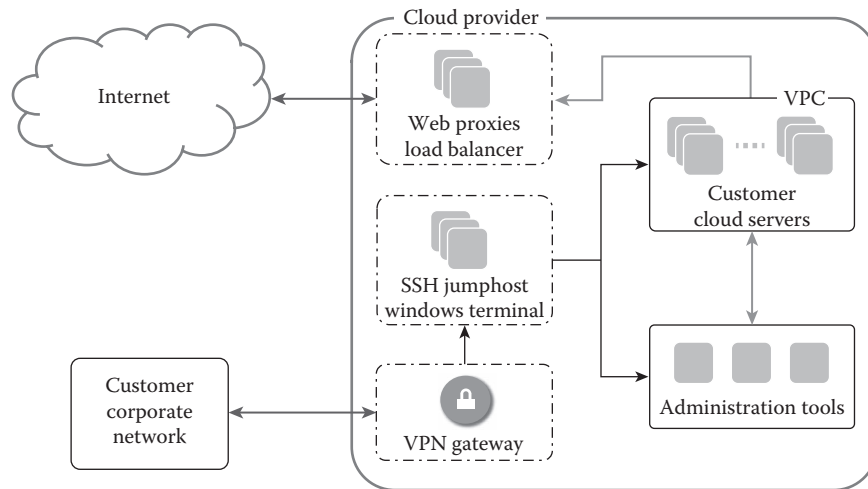 Cloud provider
Internet
Web proxies
load balancer
VPC
Customer
cloud servers
SSH jumphost
windows terminal
Customer
corporate
network
VPN gateway
Administration tools